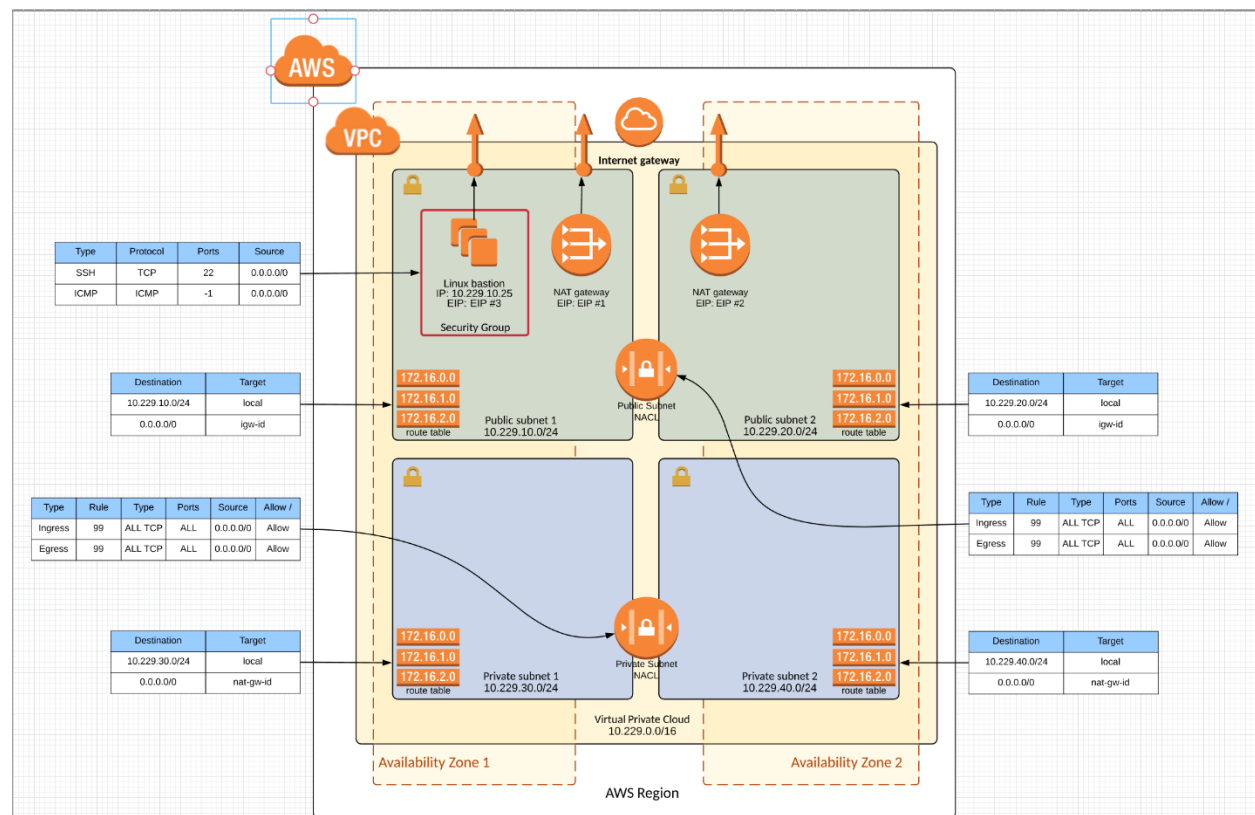 AWS
VPC
Internet gateway
Type Protocol Ports Source
SSH TCP 22 0.0.0.0/0
ICMP ICMP -1 0.0.0.0/0
Linux bastion
IP: 10.229.10.25
EIP: EIP #3
Security Group
NAT gateway
EIP: EIP #1
NAT gateway
EIP: EIP #2
Destination Target
10.229.10.0/24 local
0.0.0.0/0 igw-id
172.16.0.0
172.16.1.0
172.16.2.0
route table
Public subnet 1
10.229.10.0/24
Public Subnet
NACL
Public subnet 2
10.229.20.0/24
172.16.0.0
172.16.1.0
172.16.2.0
route table
Destination Target
10.229.20.0/24 local
0.0.0.0/0 igw-id
Type Rule Type Ports Source Allow /
Ingress 99 ALL TCP ALL 0.0.0.0/0 Allow
Egress 99 ALL TCP ALL 0.0.0.0/0 Allow
Type Rule Type Ports Source Allow /
Ingress 99 ALL TCP ALL 0.0.0.0/0 Allow
Egress 99 ALL TCP ALL 0.0.0.0/0 Allow
Destination Target
10.229.30.0/24 local
0.0.0.0/0 nat-gw-id
172.16.0.0
172.16.1.0
172.16.2.0
route table
Private subnet 1
10.229.30.0/24
Private Subnet
NACL
Private subnet 2
10.229.40.0/24
172.16.0.0
172.16.1.0
172.16.2.0
route table
Destination Target
10.229.40.0/24 local
0.0.0.0/0 nat-gw-id
Virtual Private Cloud
10.229.0.0/16
Availability Zone 1
Availability Zone 2
AWS Region